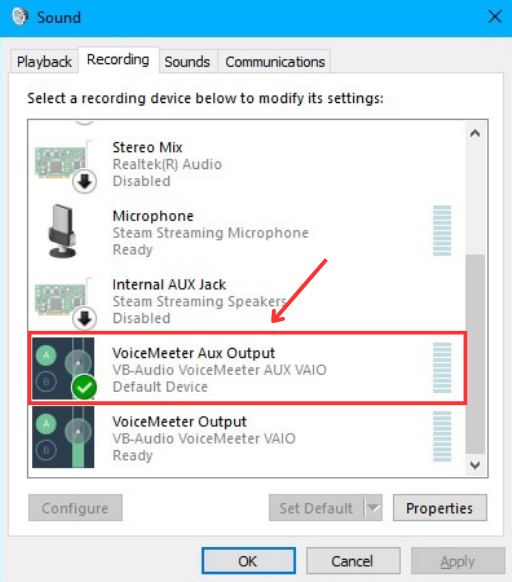 Sound
Playback Recording Sounds Communications
Select a recording device below to modify its settings:
Stereo Mix
Realtek(R) Audio
Disabled
Microphone
Steam Streaming Microphone
Ready
Internal AUX Jack
Steam Streaming Speakers
Disabled
A
B
VoiceMeeter Aux Output
VB-Audio VoiceMeeter AUX VAIO
Default Device
A
B
VoiceMeeter Output
VB-Audio VoiceMeeter VAIO
Ready
Configure Set Default Properties
OK Cancel Apply